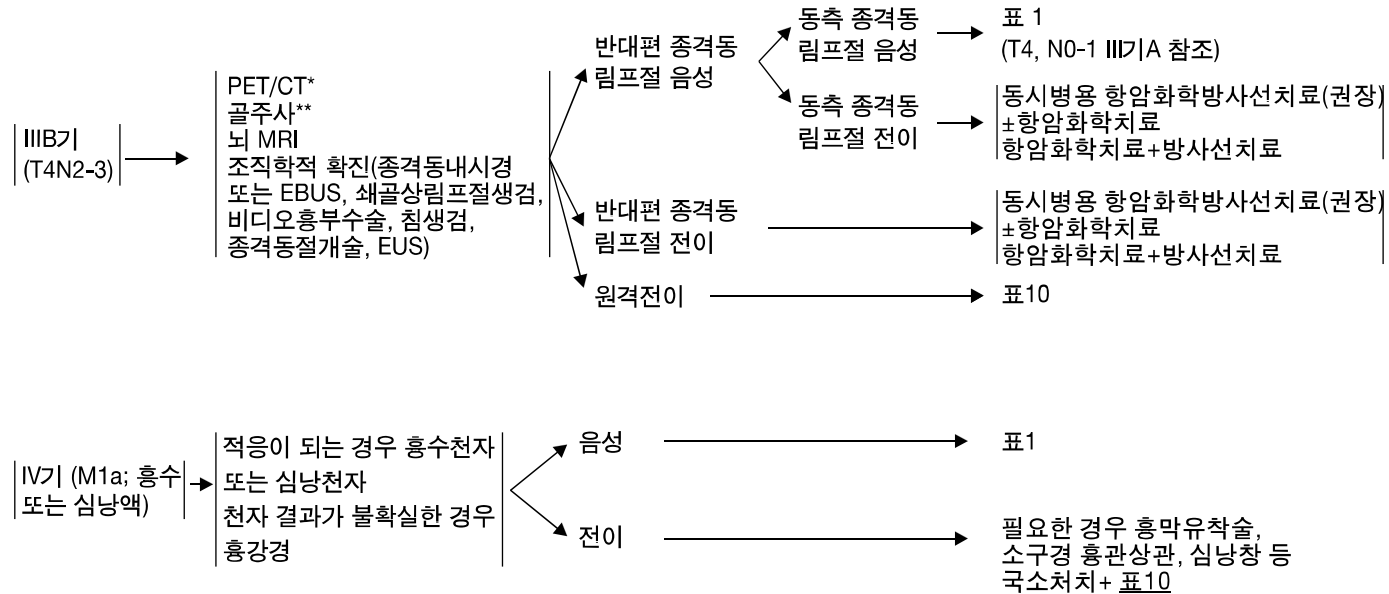 IIIB기
(T4N2-3)
PET/CT*
골주사**
뇌 MRI
조직학적 확진(종격동내시경
또는 EBUS, 쇄골상림프절생검,
비디오흉부수술, 침생검,
종격동절개술, EUS)
반대편 종격동
림프절 음성
동측 종격동
림프절 음성
표 1
(T4, N0-1 III기A 참조)
동측 종격동
림프절 전이
동시병용 항암화학방사선치료(권장)
±항암화학치료
항암화학치료+방사선치료
반대편 종격동
림프절 전이
동시병용 항암화학방사선치료(권장)
±항암화학치료
항암화학치료+방사선치료
원격전이
표10
IV기 (M1a; 흉수
또는 심낭액)
적응이 되는 경우 흉수천자
또는 심낭천자
천자 결과가 불확실한 경우
흉강경
음성
표1
전이
필요한 경우 흉막유착술,
소구경 흉관상관, 심낭창 등
국소처치+ 표10